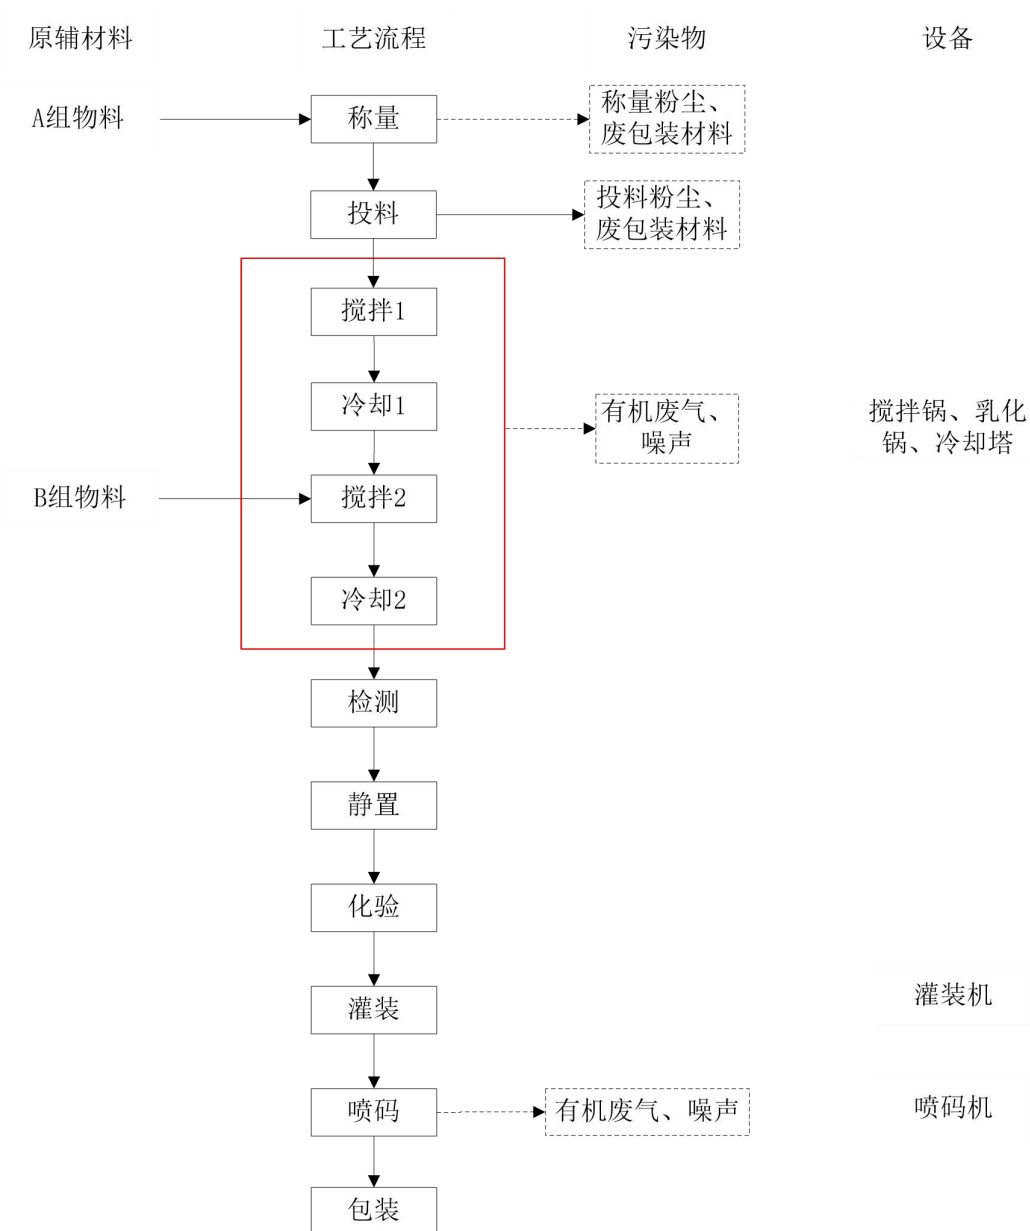 原辅材料
工艺流程
污染物
设备
A组物料
称量
称量粉尘、
废包装材料
投料
投料粉尘、
废包装材料
搅拌1
冷却1
有机废气、
噪声
搅拌锅、乳化
锅、冷却塔
B组物料
搅拌2
冷却2
检测
静置
化验
灌装
灌装机
喷码
有机废气、噪声
喷码机
包装